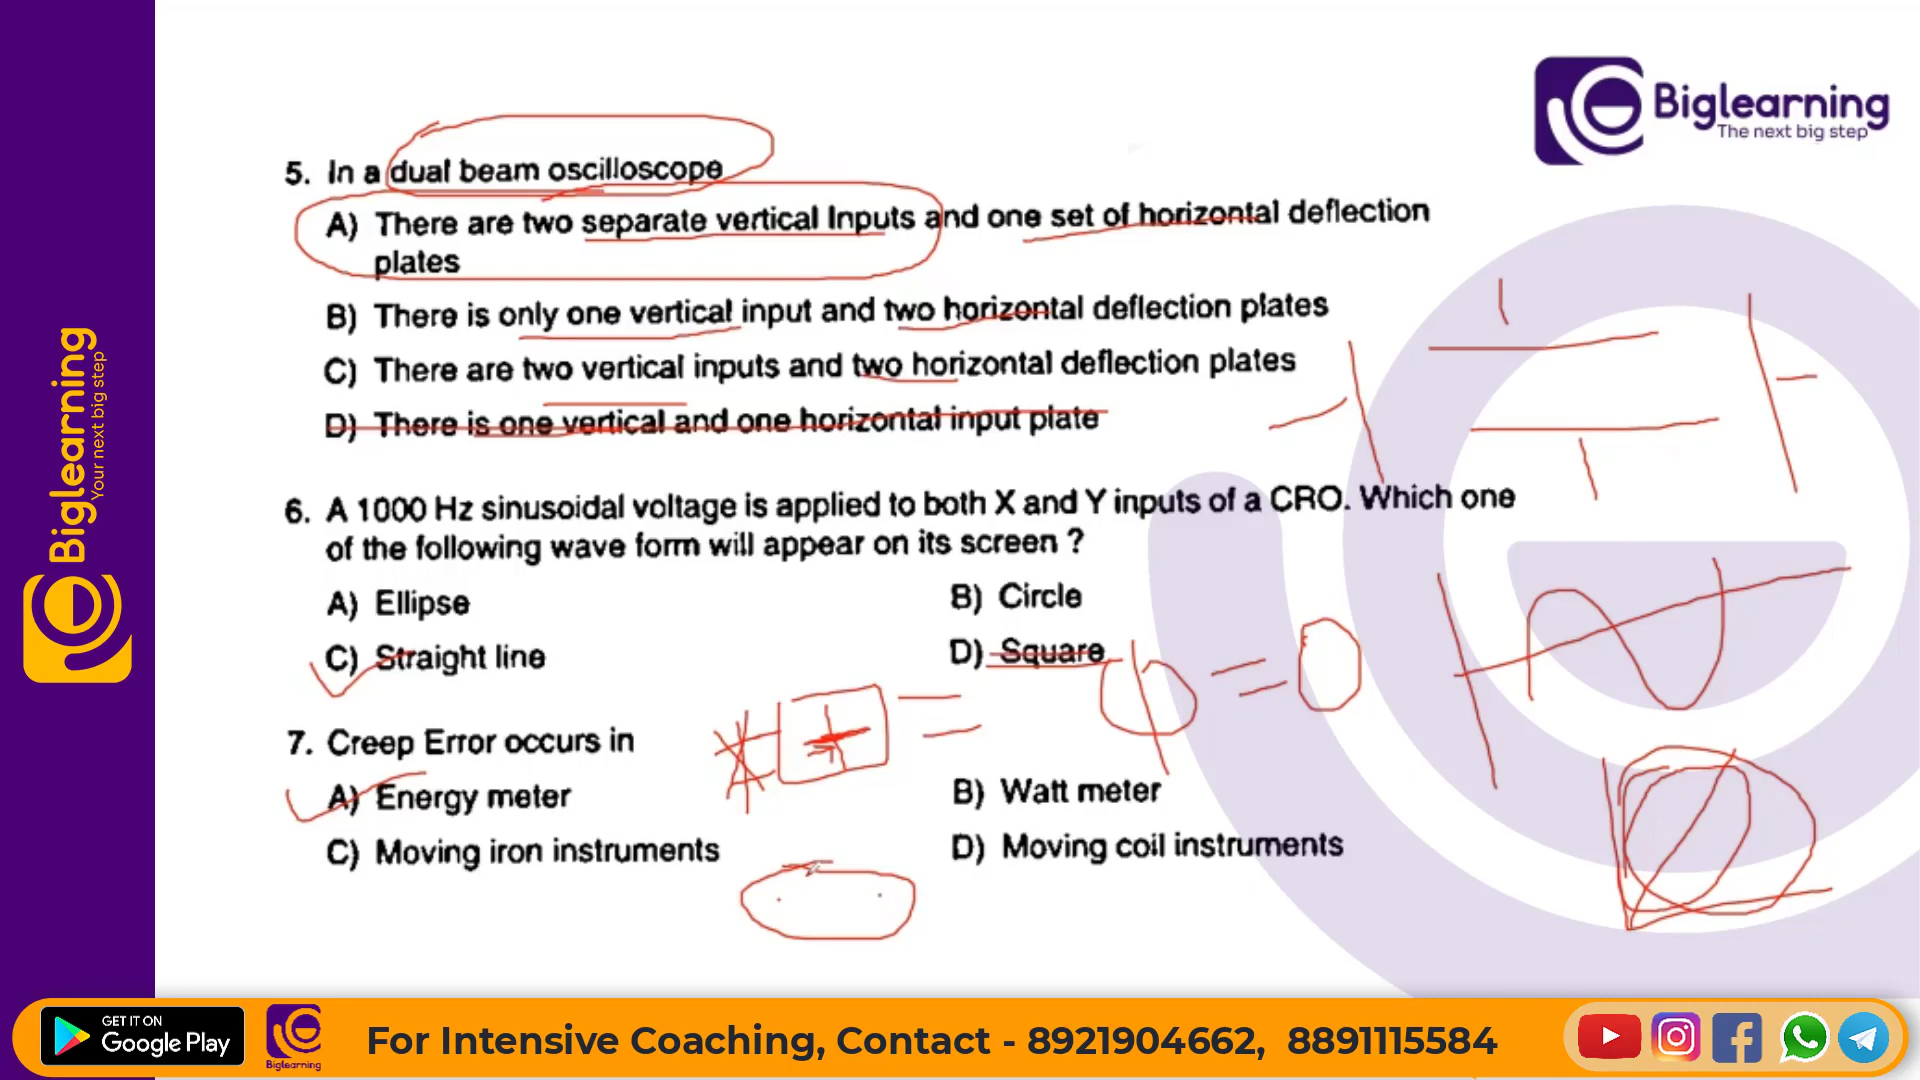 Biglearning
The next big step
5. In a dual beam oscilloscope
A) There are two separate vertical Inputs and one set of horizontal deflection
plates
B) There is only one vertical input and two horizontal deflection plates
C) There are two vertical inputs and two horizontal deflection plates
D) There is one vertical and one horizontal input plate
6. A 1000 Hz sinusoidal voltage is applied to both X and Y inputs of a CRO. Which one
of the following wave form will appear on its screen ?
A) Ellipse
B) Circle
C) Straight line
D) Square
ϕ = 0
7. Creep Error occurs in
A) Energy meter
B) Watt meter
C) Moving iron instruments
D) Moving coil instruments
Biglearning
Your next big step
GET IT ON
Google Play
Biglearning
For Intensive Coaching, Contact - 8921904662, 8891115584